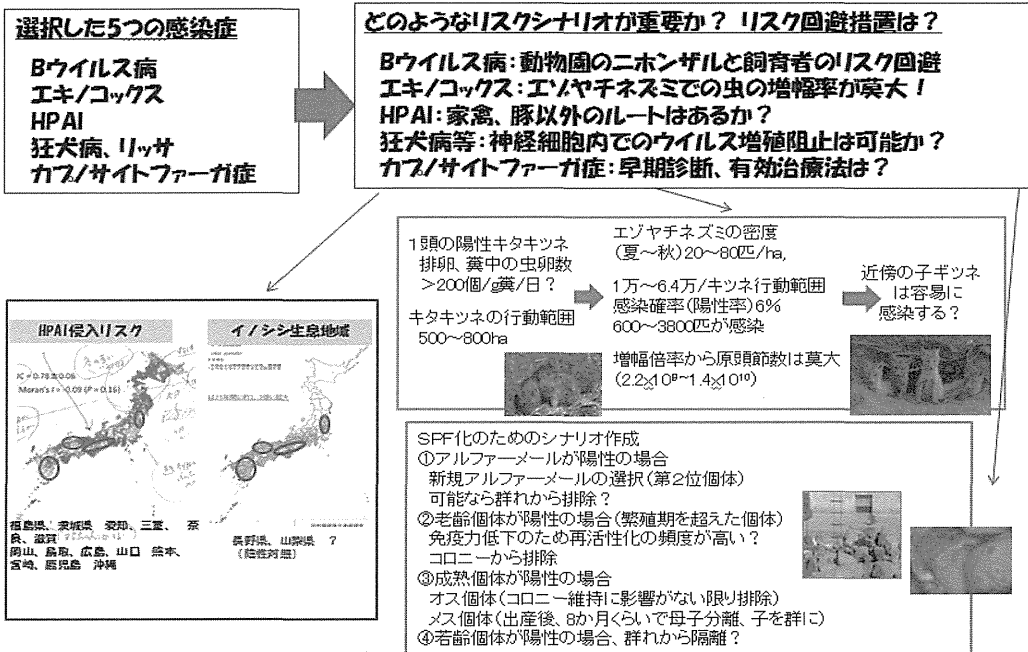 選択した5つの感染症
Bウイルス病
エキノコックス
HPAI
狂犬病、リッサ
カプノサイトファーガ症
どのようなリスクシナリオが重要か？ リスク回避措置は？
Bウイルス病：動物園のニホンザルと飼育者のリスク回避
エキノコックス：エゾヤチネズミでの虫の増幅率が莫大！
HPAI：家禽、豚以外のルートはあるか？
狂犬病等：神経細胞内でのウイルス増殖阻止は可能か？
カプノサイトファーガ症：早期診断、有効治療法は？
1頭の陽性キタキツネ
排卵、糞中の虫卵数
＞200個/g糞/日？
キタキツネの行動範囲
500～800ha
エゾヤチネズミの密度
(夏～秋)20～80匹/ha,
1万～6.4万/キツネ行動範囲
感染確率(陽性率)6%
600～3800匹が感染
増幅倍率から原頭節数は莫大
(2.2x10⁹~1.4x10¹⁰)
近傍の子ギツネ
は容易に
感染する？
HPAI侵入リスク
イノシシ生息地域
Moran's I = -0.09 (P = 0.16)
福島県、茨城県 愛知、三重、 奈
良、滋賀
岡山、鳥取、広島、山口 熊本、
宮崎、鹿児島 沖縄
長野県、山梨県 ？
(陰性対照)
SPF化のためのシナリオ作成
①アルファーメールが陽性の場合
新規アルファーメールの選択(第2位個体)
可能なら群れから排除？
②老齢個体が陽性の場合(繁殖期を超えた個体)
免疫力低下のため再活性化の頻度が高い？
コロニーから排除
③成熟個体が陽性の場合
オス個体(コロニー維持に影響がない限り排除)
メス個体(出産後、8か月くらいで母子分離、子を群に)
④若齢個体が陽性の場合、群れから隔離？